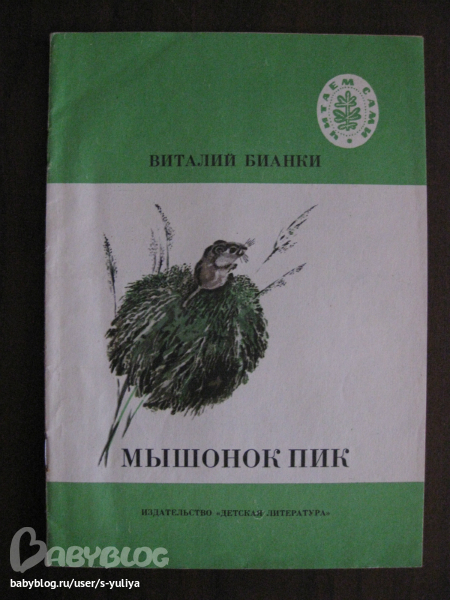 ЧИТАЕМ САМИ
ВИТАЛИЙ БИАНКИ
МЫШОНОК ПИК
ИЗДАТЕЛЬСТВО «ДЕТСКАЯ ЛИТЕРАТУРА»
BABYBLOG
babyblog.ru/user/s-yuliya